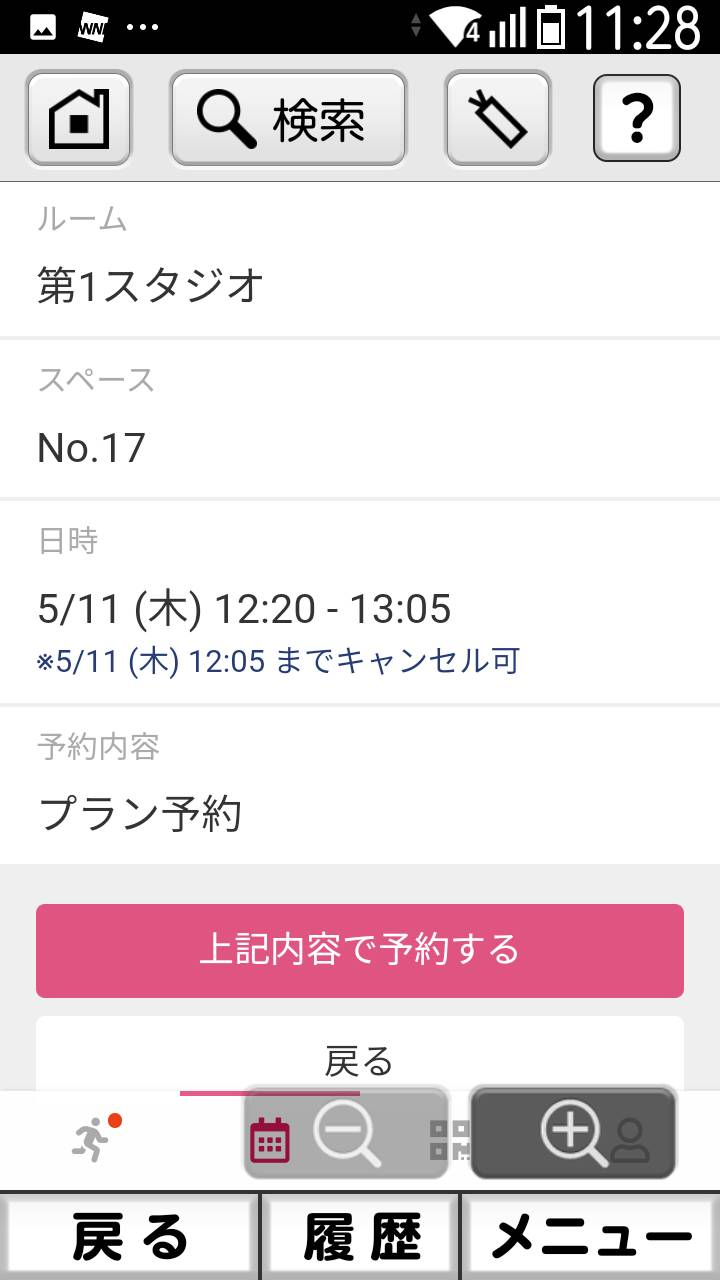 11:28
検索
?
ルーム
第1スタジオ
スペース
No.17
日時
5/11 (木) 12:20 - 13:05
※5/11 (木) 12:05 までキャンセル可
予約内容
プラン予約
上記内容で予約する
戻る
戻る
履歴
メニュー